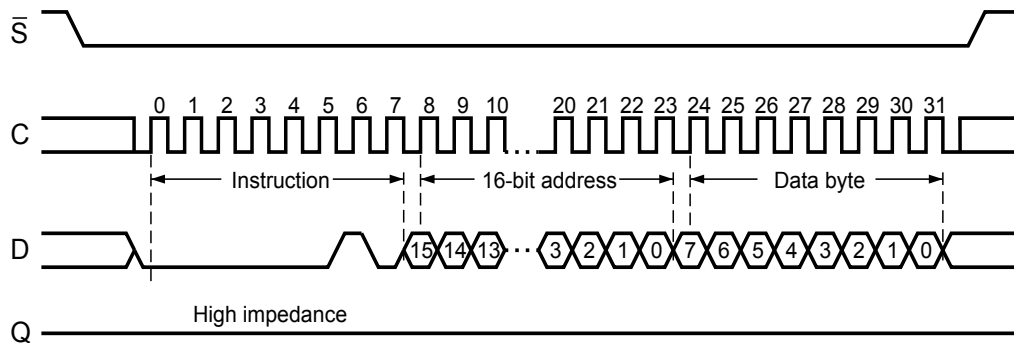 S̅
0 1 2 3 4 5 6 7 8 9 10 20 21 22 23 24 25 26 27 28 29 30 31
C
Instruction 16-bit address Data byte
D 15 14 13 3 2 1 0 7 6 5 4 3 2 1 0
High impedance
Q